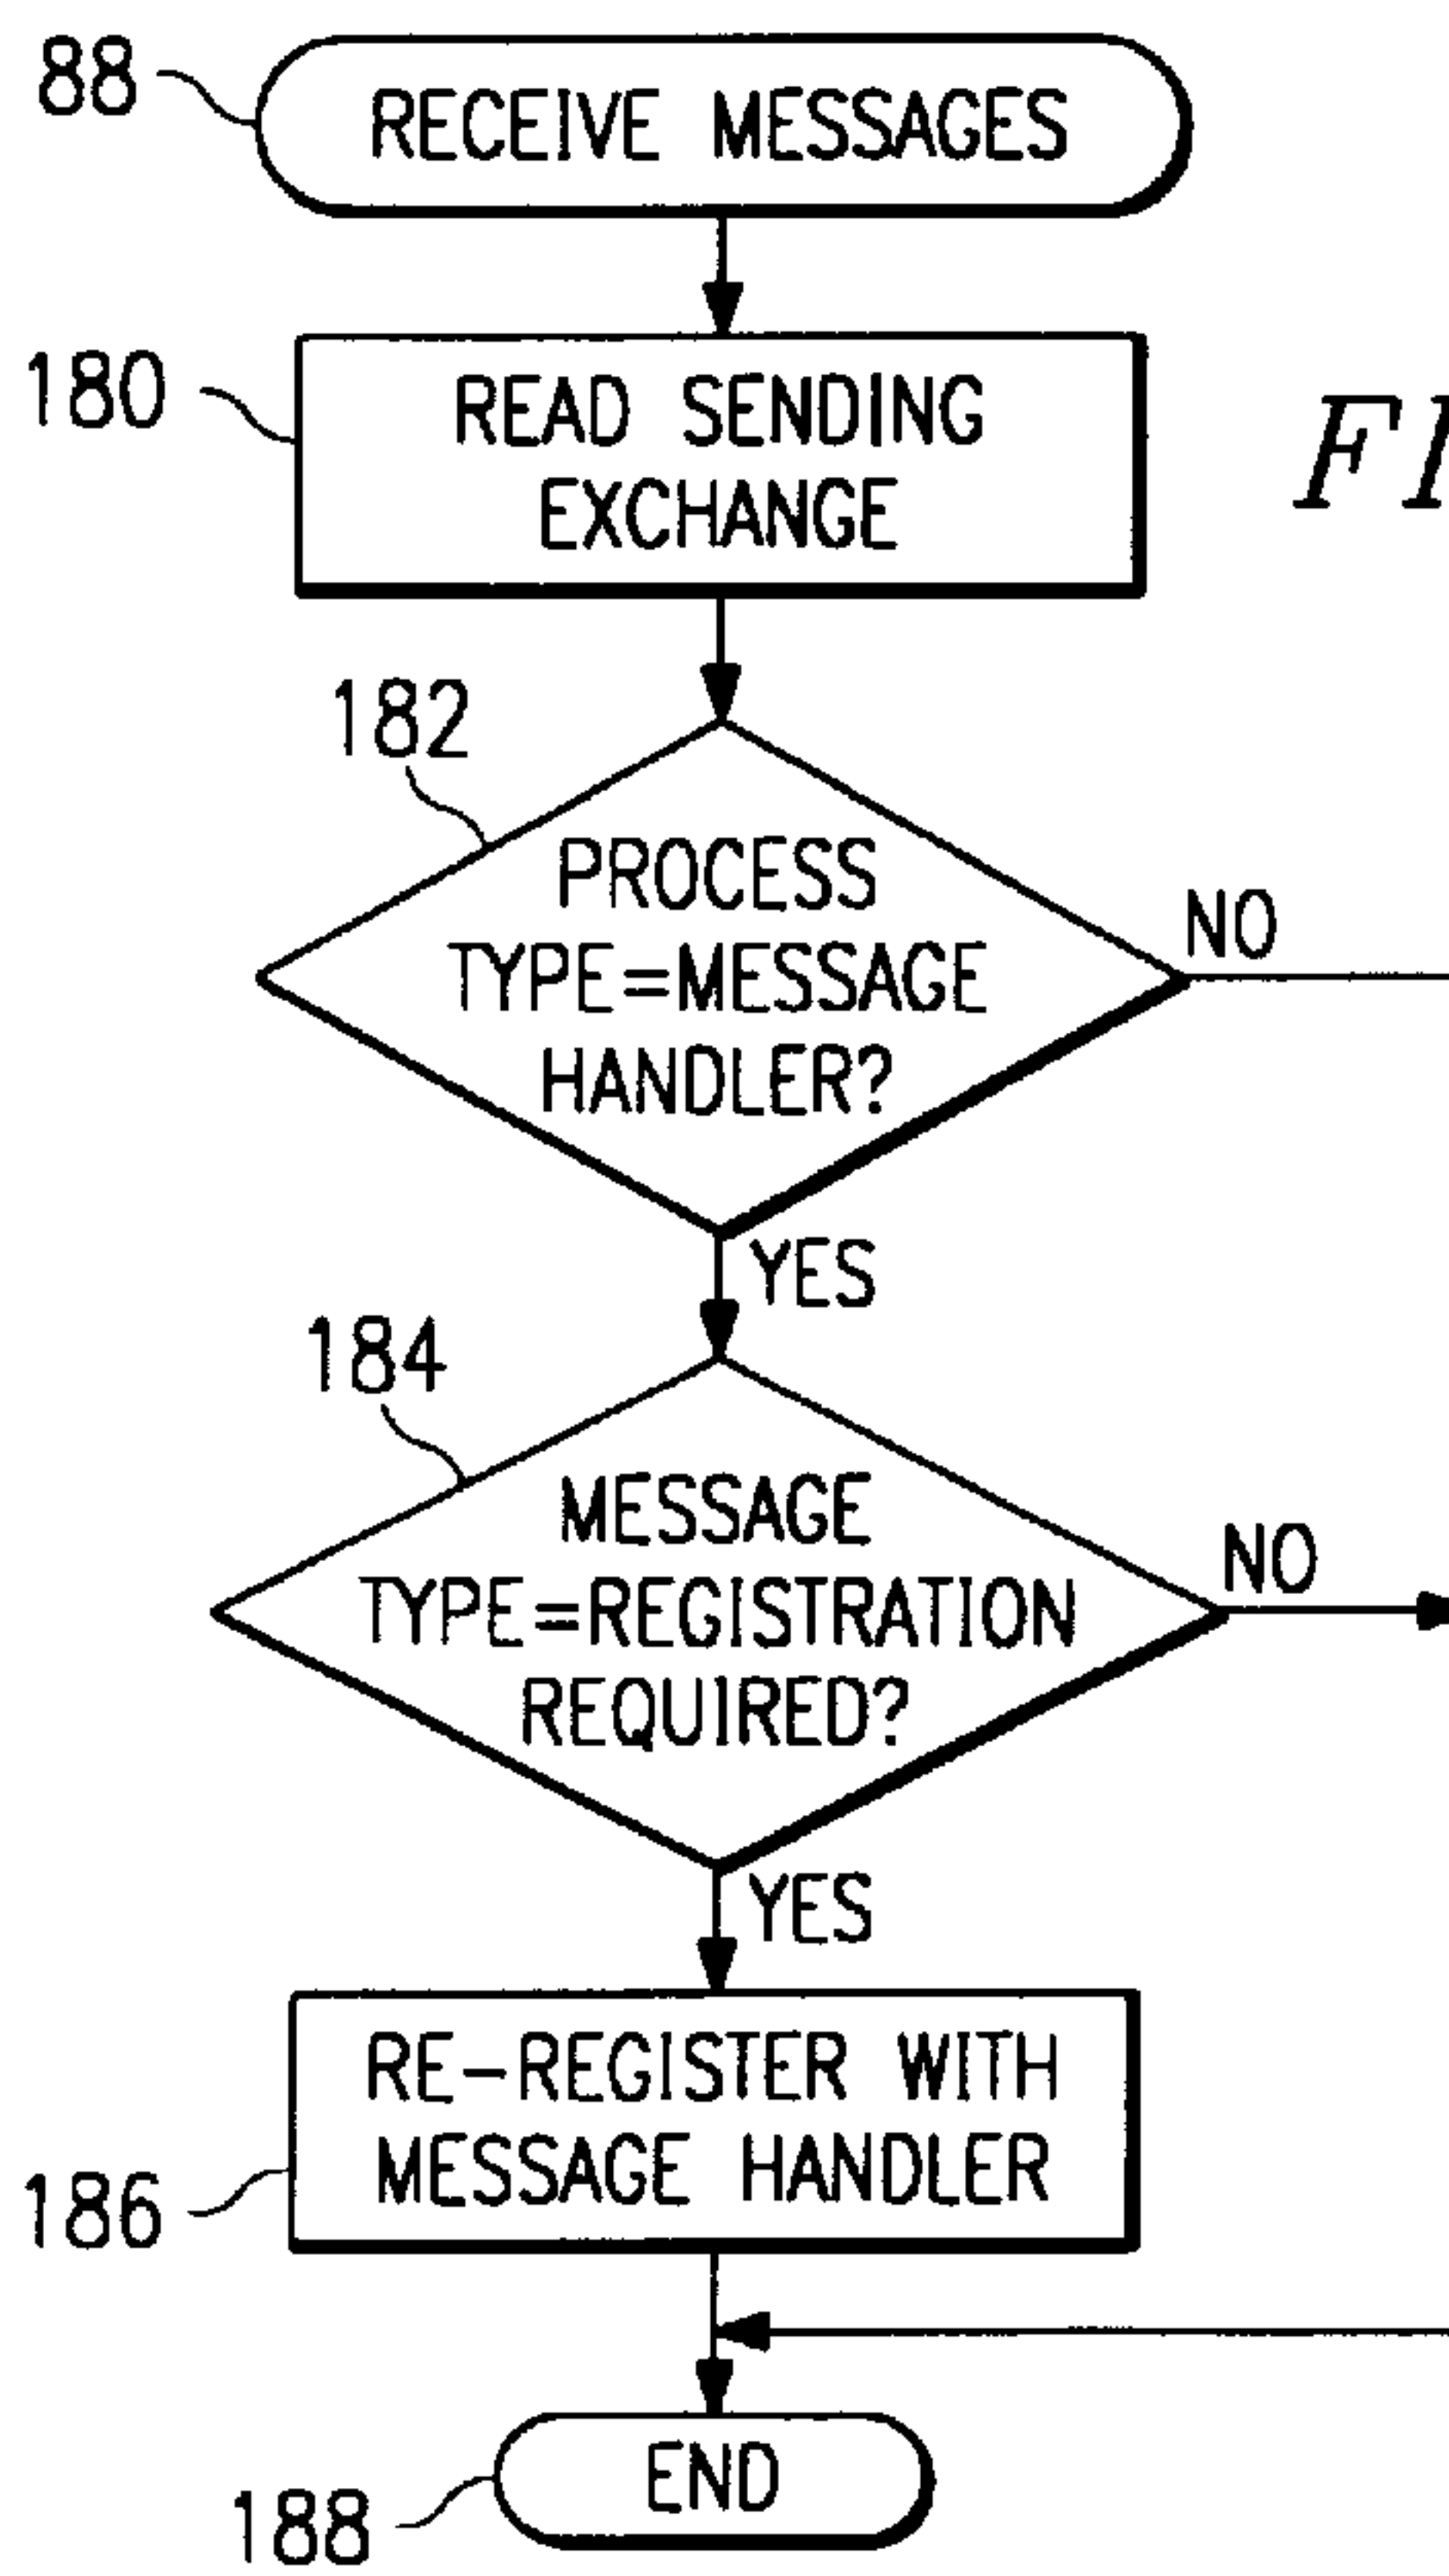 88
RECEIVE MESSAGES
180
READ SENDING
EXCHANGE
FI
182
PROCESS
TYPE=MESSAGE
HANDLER?
NO
YES
184
MESSAGE
TYPE=REGISTRATION
REQUIRED?
NO
YES
RE-REGISTER WITH
MESSAGE HANDLER
186
END
188